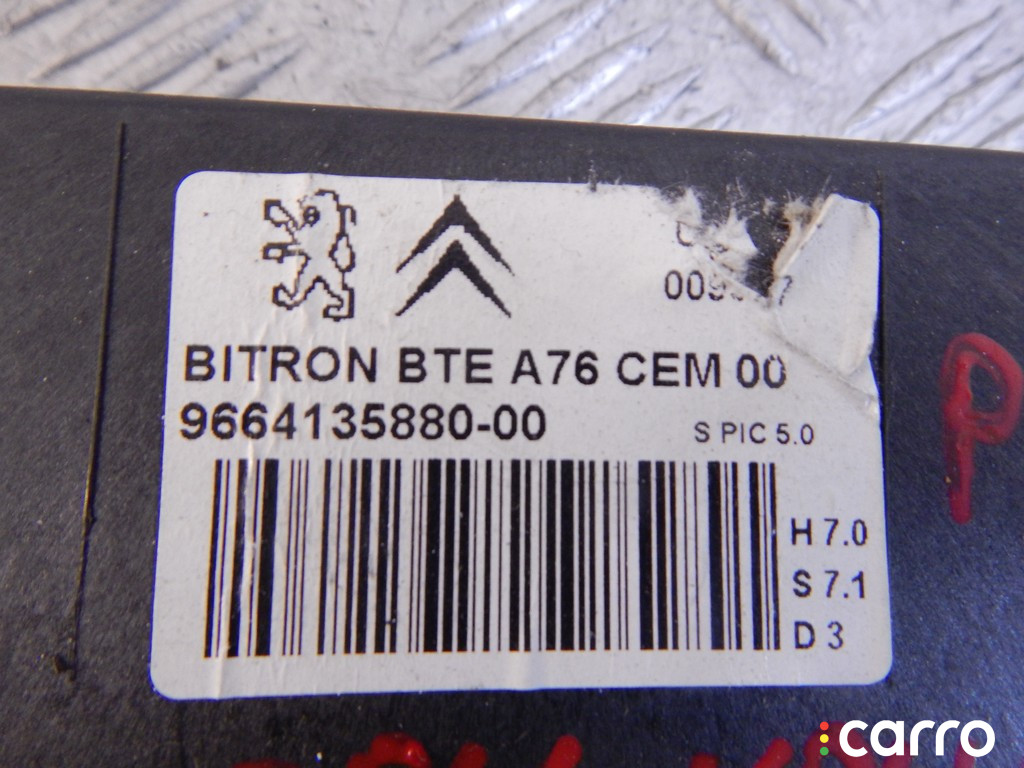 BITRON BTE A76 CEM 00
9664135880-00
S PIC 5.0
H 7.0
S 7.1
D 3
P
carro